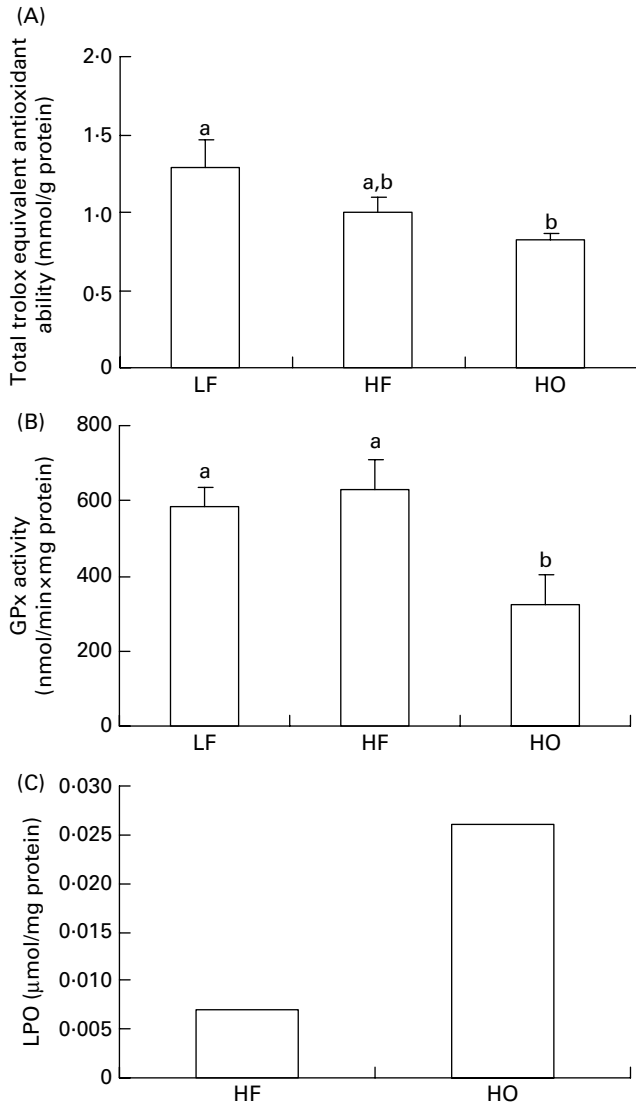 (A)
Total trolox equivalent antioxidant
ability (mmol/g protein)
2·0
1·5
1·0
0·5
0
a
a,b
b
LF
HF
HO
(B)
GPx activity
(nmol/min×mg protein)
800
600
400
200
0
a
a
b
LF
HF
HO
(C)
LPO (μmol/mg protein)
0·030
0·025
0·020
0·015
0·010
0·005
0
HF
HO